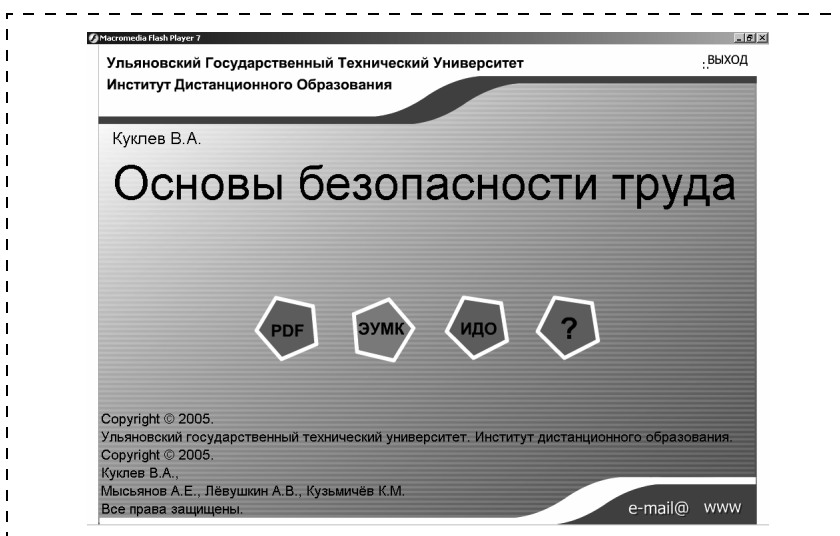 Macromedia Flash Player 7
Ульяновский Государственный Технический Университет
.:ВЫХОД
Институт Дистанционного Образования
Куклев В.А.
Основы безопасности труда
PDF ЭУМК ИДО ?
Copyright © 2005.
Ульяновский государственный технический университет. Институт дистанционного образования.
Copyright © 2005.
Куклев В.А.,
Мысьянов А.Е., Лёвушкин А.В., Кузьмичёв К.М.
Все права защищены.
e-mail@ www